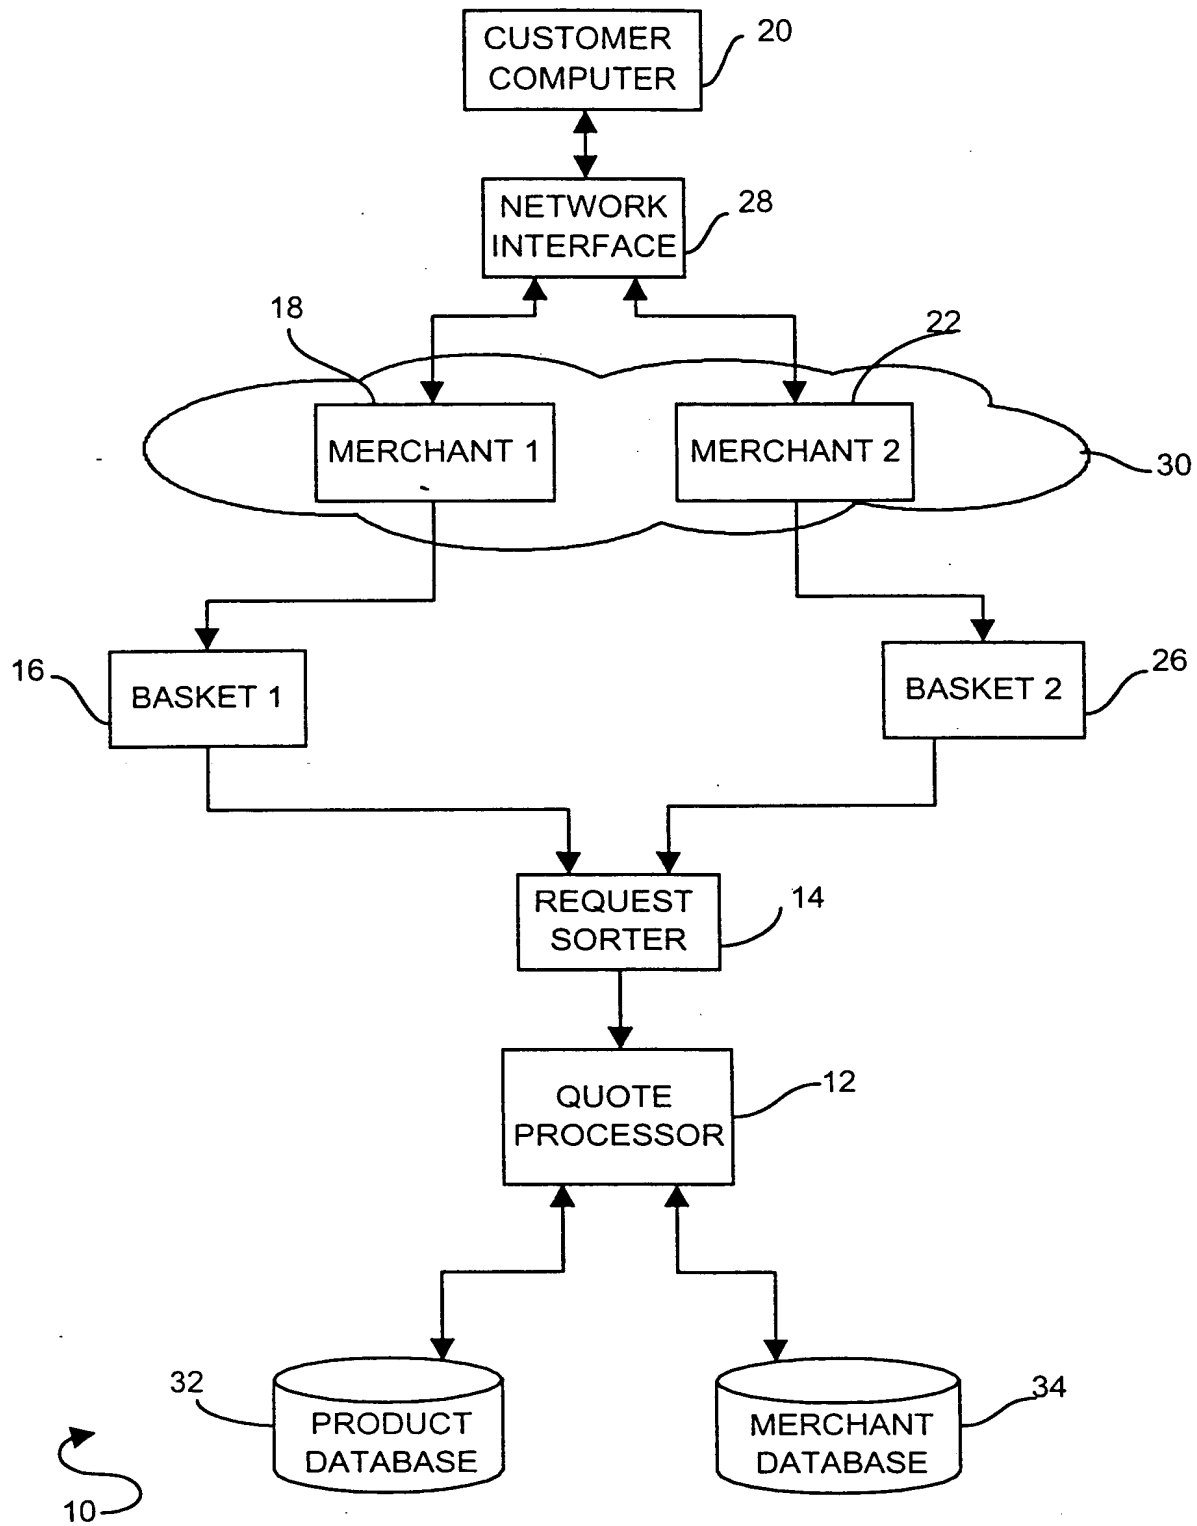 CUSTOMER
COMPUTER
20
NETWORK
INTERFACE
28
18
22
MERCHANT 1
MERCHANT 2
30
16
BASKET 1
BASKET 2
26
REQUEST
SORTER
14
QUOTE
PROCESSOR
12
32
PRODUCT
DATABASE
MERCHANT
DATABASE
34
10